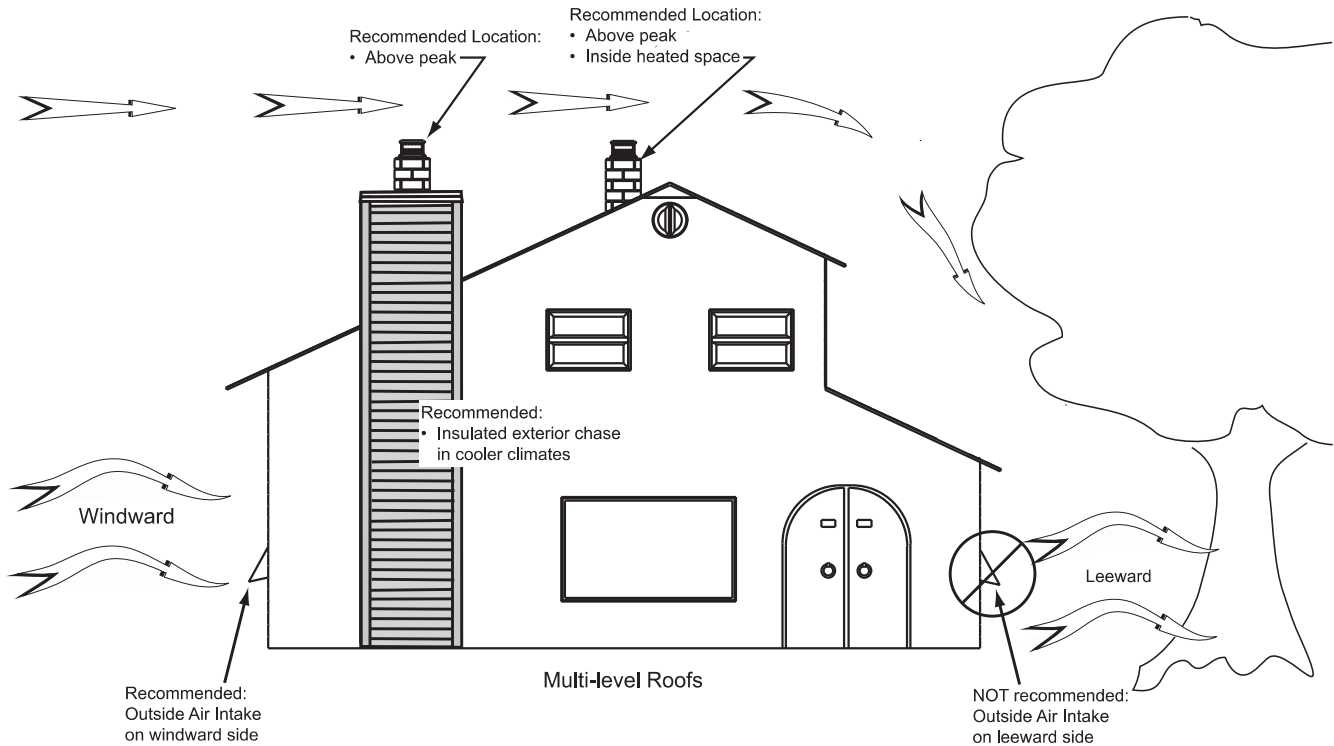 Recommended Location:
• Above peak
Recommended Location:
• Above peak
• Inside heated space
Recommended:
• Insulated exterior chase
in cooler climates
Windward
Leeward
Recommended:
Outside Air Intake
on windward side
Multi-level Roofs
NOT recommended:
Outside Air Intake
on leeward side